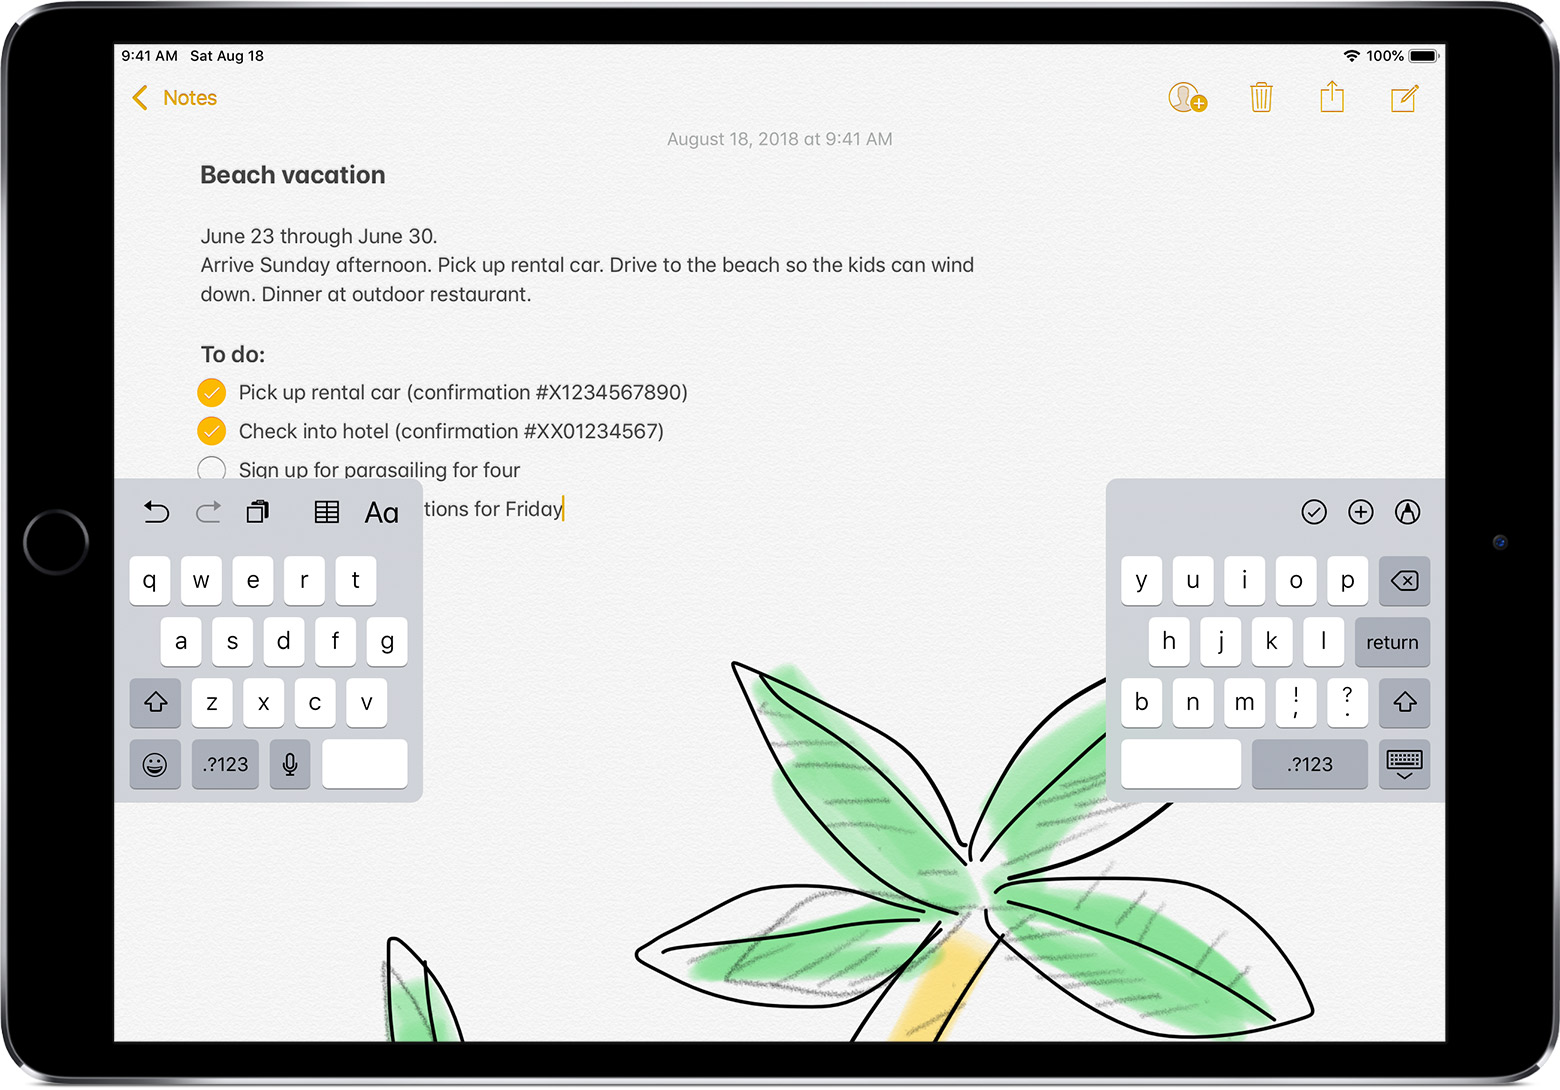 9:41 AM Sat Aug 18 100%
Notes
August 18, 2018 at 9:41 AM
Beach vacation
June 23 through June 30.
Arrive Sunday afternoon. Pick up rental car. Drive to the beach so the kids can wind
down. Dinner at outdoor restaurant.
To do:
Pick up rental car (confirmation #X1234567890)
Check into hotel (confirmation #XX01234567)
Sign up for parasailing for four
tions for Friday
Aa
q w e r t y u i o p
a s d f g h j k l return
z x c v b n m ! , ? .
.?123 .?123